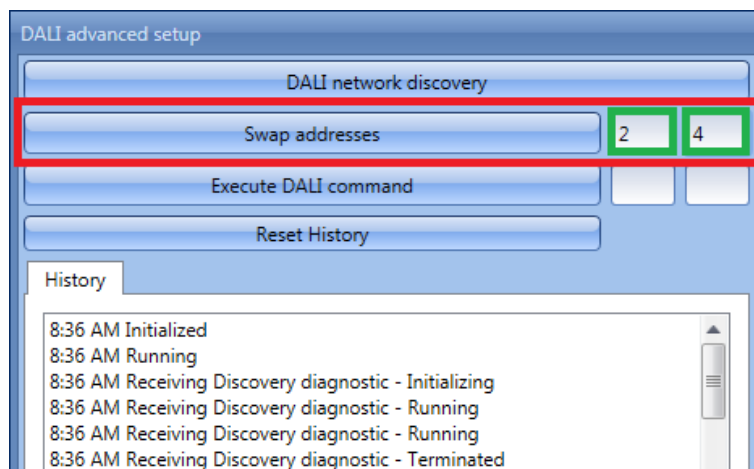 DALI advanced setup
DALI network discovery
Swap addresses 2 4
Execute DALI command
Reset History
History
8:36 AM Initialized
8:36 AM Running
8:36 AM Receiving Discovery diagnostic - Initializing
8:36 AM Receiving Discovery diagnostic - Running
8:36 AM Receiving Discovery diagnostic - Running
8:36 AM Receiving Discovery diagnostic - Terminated